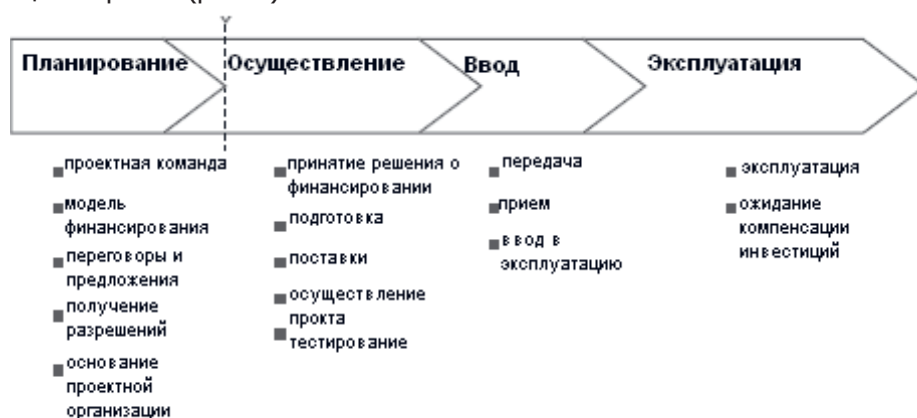 Планирование
Осуществление
Ввод
Эксплуатация
проектная команда
модель
финансирования
переговоры и
предложения
получение
разрешений
основание
проектной
организации
принятие решения о
финансировании
подготовка
поставки
осуществление
прокта
тестирование
передача
прием
ввод в
эксплуатацию
эксплуатация
ожидание
компенсации
инвестиций